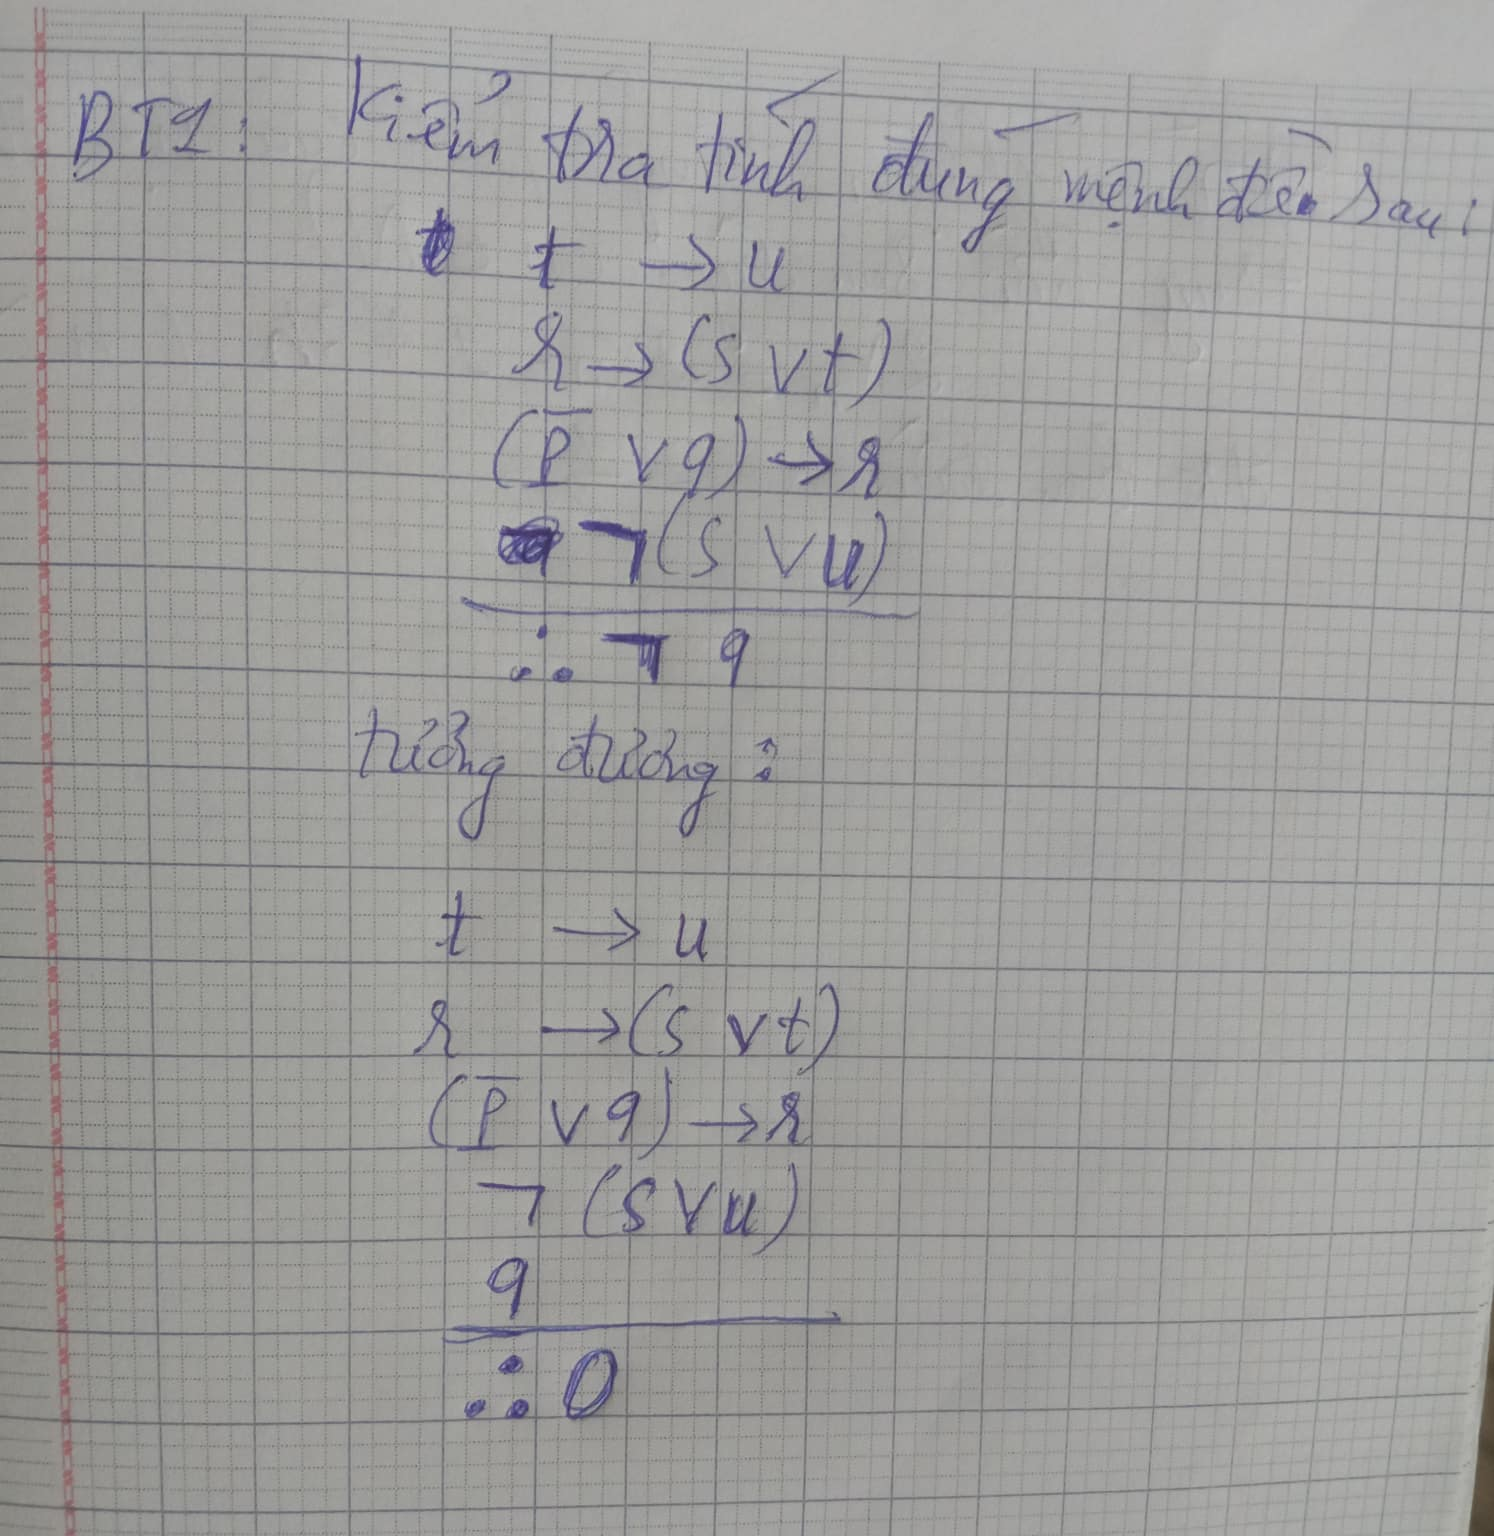 BT1: Kiểm tra tính đúng mệnh đề sau:
t → u
r → (s ∨ t)
(p̅ ∨ q) → r
¬(s ∨ u)
∴ ¬ q
tương đương:
t → u
r → (s ∨ t)
(p̅ ∨ q) → r
¬ (s ∨ u)
q
∴ 0